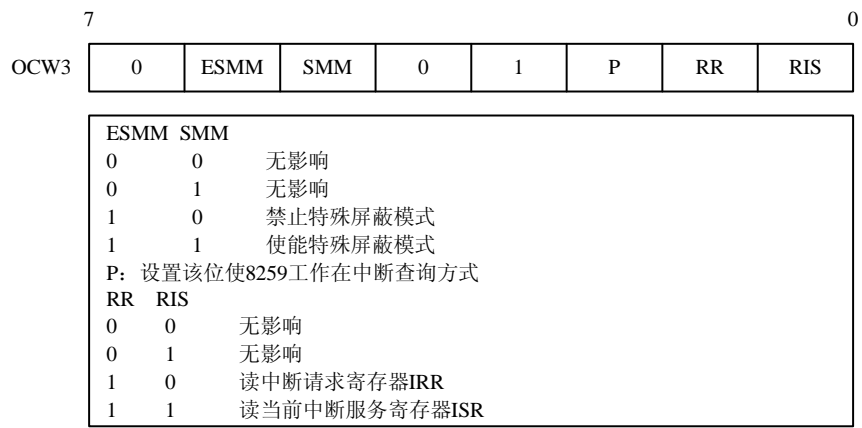 7 0
OCW3 0 ESMM SMM 0 1 P RR RIS
ESMM SMM
0 0 无影响
0 1 无影响
1 0 禁止特殊屏蔽模式
1 1 使能特殊屏蔽模式
P：设置该位使8259工作在中断查询方式
RR RIS
0 0 无影响
0 1 无影响
1 0 读中断请求寄存器IRR
1 1 读当前中断服务寄存器ISR